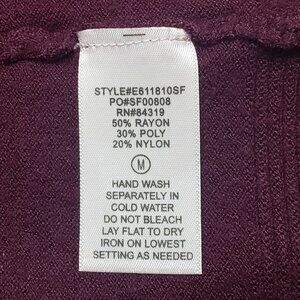 STYLE#E611810SF
PO#SF00808
RN#84319
50% RAYON
30% POLY
20% NYLON
M
HAND WASH
SEPARATELY IN
COLD WATER
DO NOT BLEACH
LAY FLAT TO DRY
IRON ON LOWEST
SETTING AS NEEDED